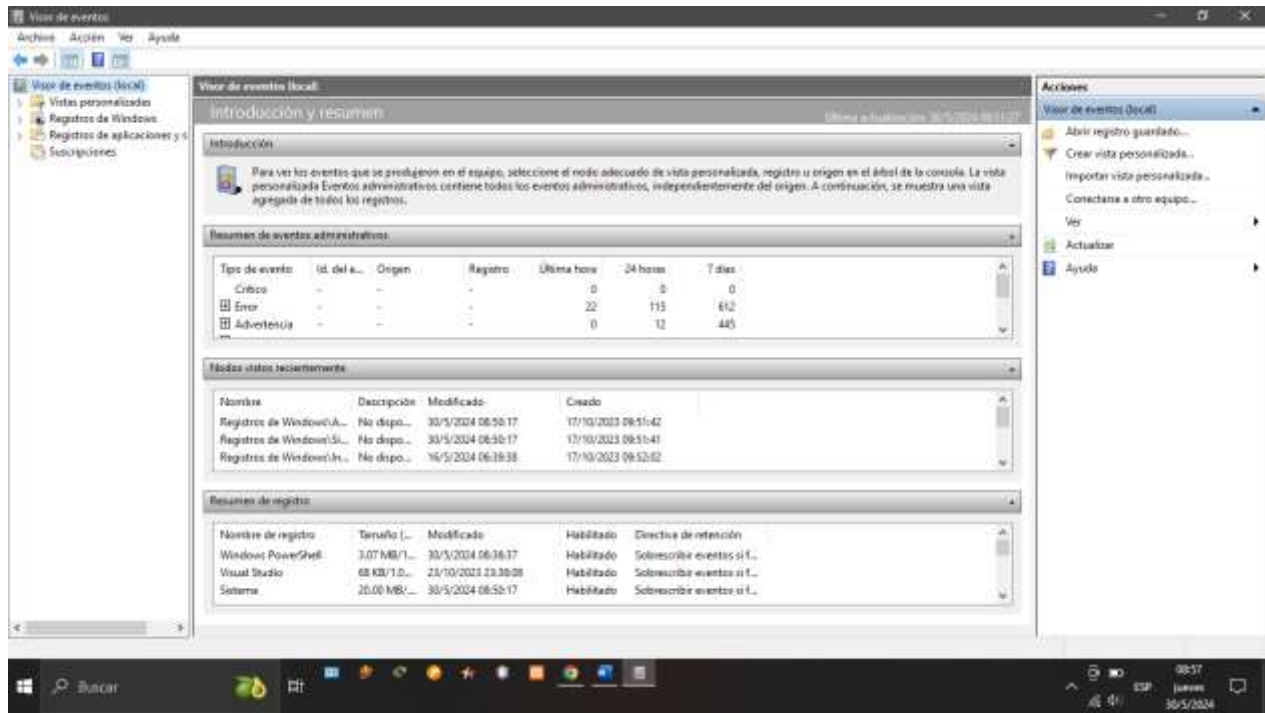 Visor de eventos
Archivo Acción Ver Ayuda
Visor de eventos (local)
Vistas personalizadas
Registros de Windows
Registros de aplicaciones y s
Suscripciones
Visor de eventos (local)
Introducción y resumen
Última actualización: 30/5/2024 08:51:27
Introducción
Para ver los eventos que se produjeron en el equipo, seleccione el nodo adecuado de vista personalizada, registro u origen en el árbol de la consola. La vista
personalizada Eventos administrativos contiene todos los eventos administrativos, independientemente del origen. A continuación, se muestra una vista
agregada de todos los registros.
Resumen de eventos administrativos
Tipo de evento Id. del e... Origen Registro Última hora 24 horas 7 días
Crítico - - - 0 0 0
Error - - - 22 115 612
Advertencia - - - 0 12 445
Nodos vistos recientemente
Nombre Descripción Modificado Creado
Registros de Windows\A... No dispo... 30/5/2024 08:50:17 17/10/2023 09:51:42
Registros de Windows\Si... No dispo... 30/5/2024 08:50:17 17/10/2023 09:51:41
Registros de Windows\In... No dispo... 16/5/2024 06:39:38 17/10/2023 09:52:02
Resumen de registro
Nombre de registro Tamaño (... Modificado Habilitado Directiva de retención
Windows PowerShell 3.07 MB/1... 30/5/2024 06:36:37 Habilitado Sobrescribir eventos si f...
Visual Studio 68 KB/1.0... 23/10/2023 23:38:08 Habilitado Sobrescribir eventos si f...
Sistema 20.00 MB/... 30/5/2024 08:50:17 Habilitado Sobrescribir eventos si f...
Acciones
Visor de eventos (local)
Abrir registro guardado...
Crear vista personalizada...
Importar vista personalizada...
Conectarse a otro equipo...
Ver
Actualizar
Ayuda
Buscar
ESP
08:57
jueves
30/5/2024